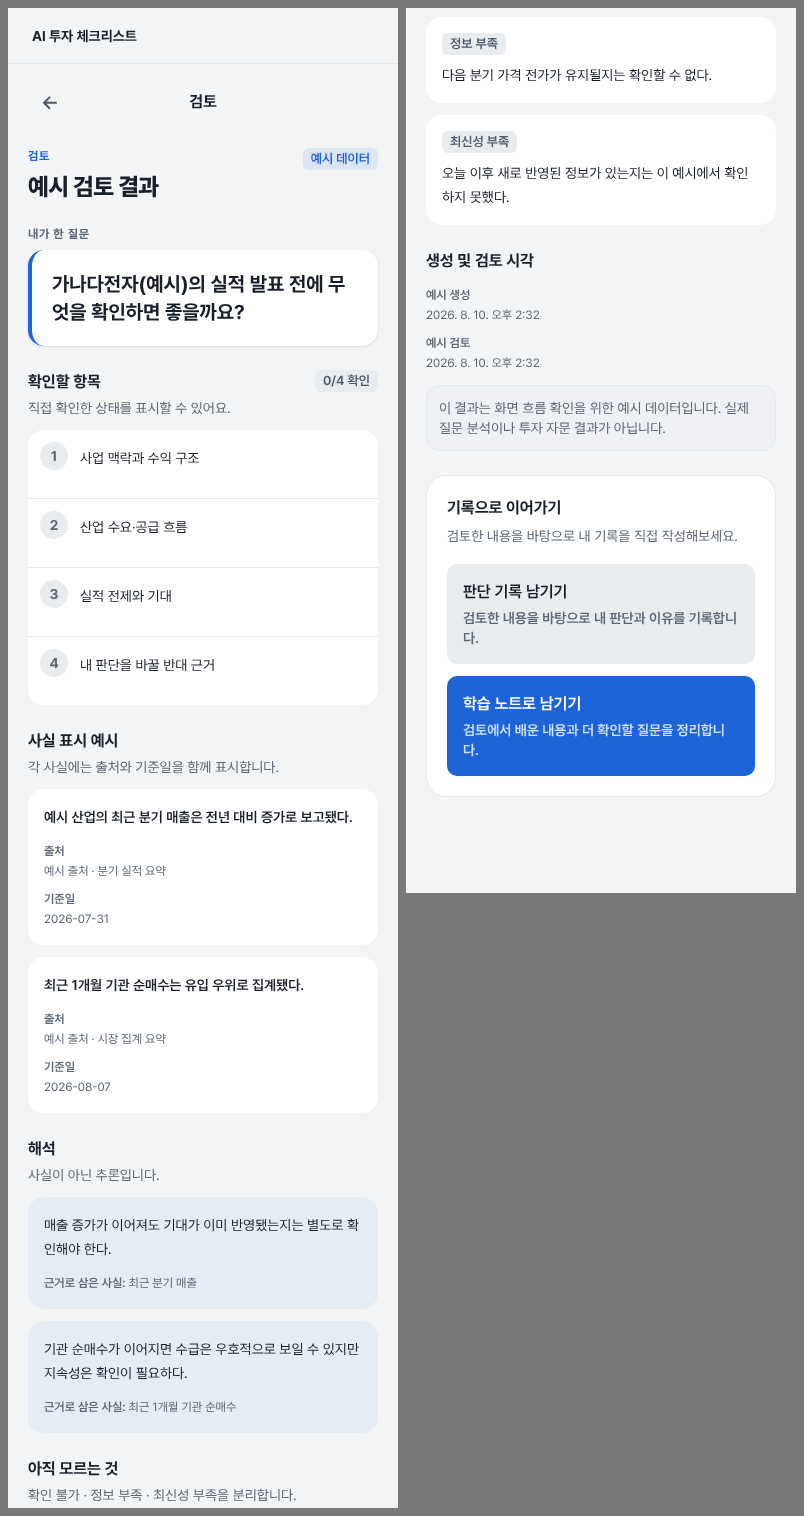 AI 투자 체크리스트
검토
검토
예시 데이터
예시 검토 결과
내가 한 질문
가나다전자(예시)의 실적 발표 전에 무
엇을 확인하면 좋을까요?
확인할 항목
0/4 확인
직접 확인한 상태를 표시할 수 있어요.
1 사업 맥락과 수익 구조
2 산업 수요·공급 흐름
3 실적 전제와 기대
4 내 판단을 바꿀 반대 근거
사실 표시 예시
각 사실에는 출처와 기준일을 함께 표시합니다.
예시 산업의 최근 분기 매출은 전년 대비 증가로 보고됐다.
출처
예시 출처 · 분기 실적 요약
기준일
2026-07-31
최근 1개월 기관 순매수는 유입 우위로 집계됐다.
출처
예시 출처 · 시장 집계 요약
기준일
2026-08-07
해석
사실이 아닌 추론입니다.
매출 증가가 이어져도 기대가 이미 반영됐는지는 별도로 확
인해야 한다.
근거로 삼은 사실: 최근 분기 매출
기관 순매수가 이어지면 수급은 우호적으로 보일 수 있지만
지속성은 확인이 필요하다.
근거로 삼은 사실: 최근 1개월 기관 순매수
아직 모르는 것
확인 불가 · 정보 부족 · 최신성 부족을 분리합니다.
정보 부족
다음 분기 가격 전가가 유지될지는 확인할 수 없다.
최신성 부족
오늘 이후 새로 반영된 정보가 있는지는 이 예시에서 확인
하지 못했다.
생성 및 검토 시각
예시 생성
2026. 8. 10. 오후 2:32
예시 검토
2026. 8. 10. 오후 2:32
이 결과는 화면 흐름 확인을 위한 예시 데이터입니다. 실제
질문 분석이나 투자 자문 결과가 아닙니다.
기록으로 이어가기
검토한 내용을 바탕으로 내 기록을 직접 작성해보세요.
판단 기록 남기기
검토한 내용을 바탕으로 내 판단과 이유를 기록합니
다.
학습 노트로 남기기
검토에서 배운 내용과 더 확인할 질문을 정리합니
다.